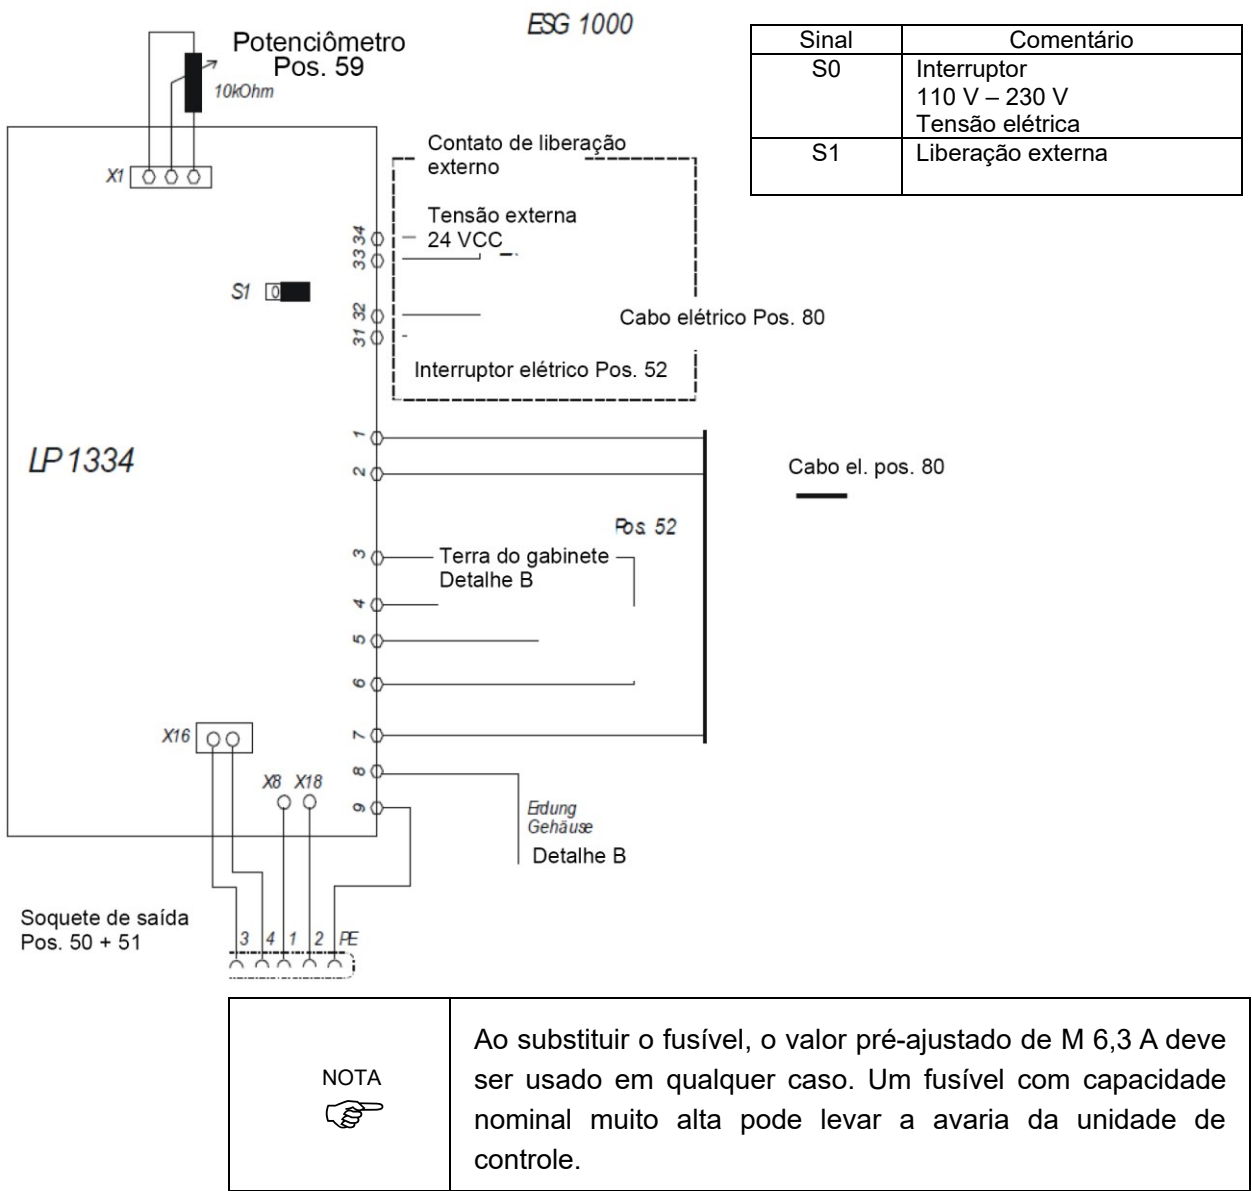 ESG 1000
Potenciômetro
Pos. 59
10kOhm
Sinal Comentário
S0 Interruptor
110 V – 230 V
Tensão elétrica
S1 Liberação externa
X1
Contato de liberação
externo
Tensão externa
24 VCC
34
33
S1 0
32
31
Cabo elétrico Pos. 80
Interruptor elétrico Pos. 52
LP 1334
1
2
Cabo el. pos. 80
Pos. 52
3
Terra do gabinete
Detalhe B
4
5
6
X16
7
8
X8 X18
9
Erdung
Gehäuse
Detalhe B
Soquete de saída
Pos. 50 + 51
3 4 1 2 PE
NOTA
Ao substituir o fusível, o valor pré-ajustado de M 6,3 A deve
ser usado em qualquer caso. Um fusível com capacidade
nominal muito alta pode levar a avaria da unidade de
controle.